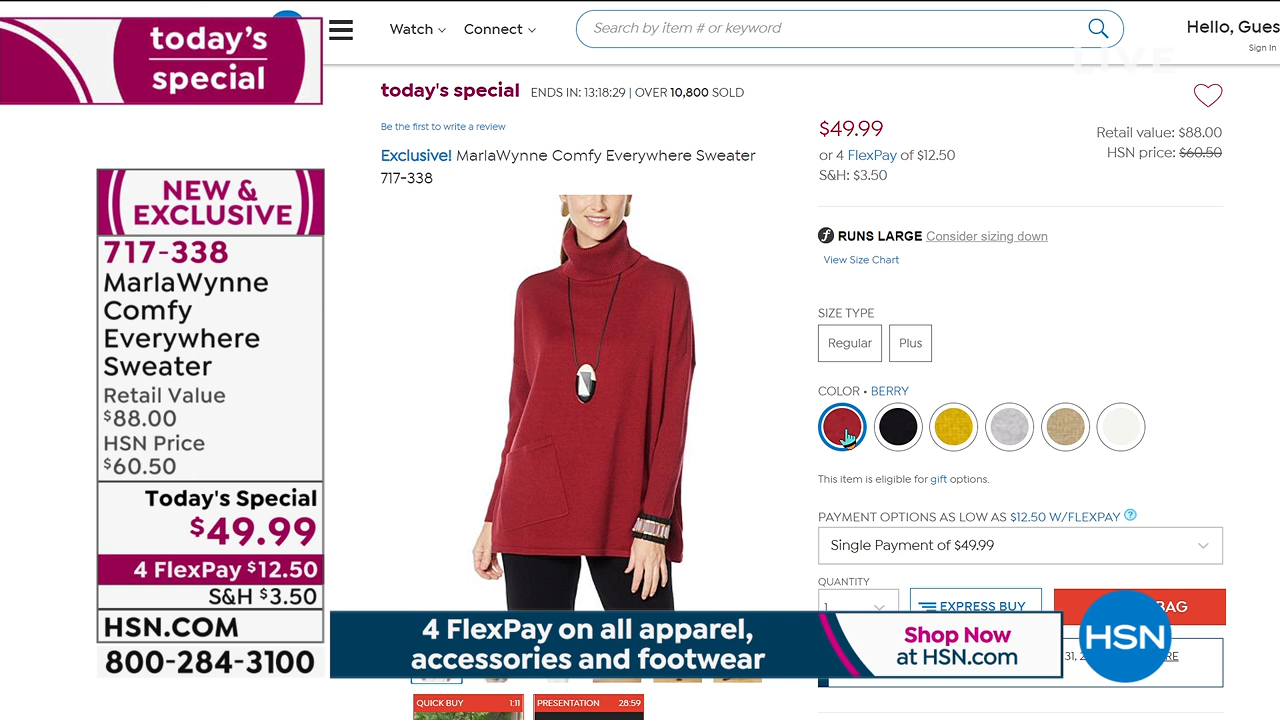 today's
special
Watch
Connect
Search by item # or keyword
Hello, Gues
Sign In
LIVE
today's special ENDS IN: 13:18:29 | OVER 10,800 SOLD
Be the first to write a review
Exclusive! MarlaWynne Comfy Everywhere Sweater
717-338
$49.99
or 4 FlexPay of $12.50
S&H: $3.50
Retail value: $88.00
HSN price: $60.50
RUNS LARGE Consider sizing down
View Size Chart
SIZE TYPE
Regular
Plus
COLOR • BERRY
This item is eligible for gift options.
PAYMENT OPTIONS AS LOW AS $12.50 W/FLEXPAY
Single Payment of $49.99
QUANTITY
1
EXPRESS BUY
BAG
31, 2
RE
NEW &
EXCLUSIVE
717-338
MarlaWynne
Comfy
Everywhere
Sweater
Retail Value
$88.00
HSN Price
$60.50
Today's Special
$49.99
4 FlexPay $12.50
S&H $3.50
HSN.COM
800-284-3100
4 FlexPay on all apparel,
accessories and footwear
Shop Now
at HSN.com
HSN
QUICK BUY 1:11
PRESENTATION 28:59